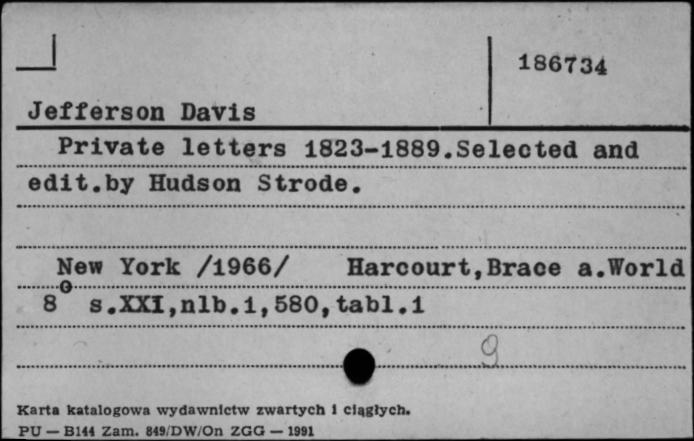 186734
Jefferson Davis
Private letters 1823-1889.Selected and
edit.by Hudson Strode.
New York /1966/ Harcourt,Brace a.World
8° s.XXI,nlb.1,580,tabl.1
9
Karta katalogowa wydawnictw zwartych i ciągłych.
PU — B144 Zam. 849/DW/On ZGG — 1991